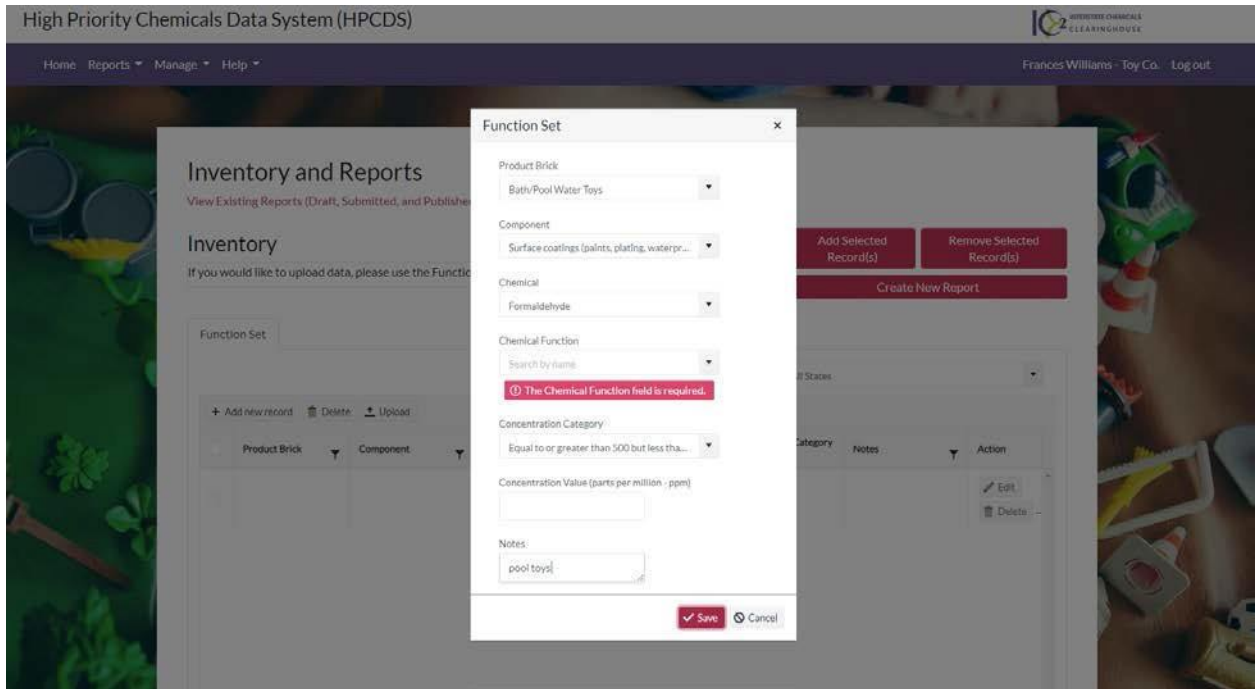 High Priority Chemicals Data System (HPCDS)
INTERSTATE CHEMICALS
CLEARINGHOUSE
Home Reports Manage Help
Frances Williams - Toy Co. Log out
Function Set
Product Brick
Bath/Pool Water Toys
Component
Surface coatings (paints, plating, waterpr...
Chemical
Formaldehyde
Chemical Function
Search by name
The Chemical Function field is required.
Concentration Category
Equal to or greater than 500 but less tha...
Concentration Value (parts per million - ppm)
Notes
pool toys
Save Cancel
Inventory and Reports
View Existing Reports (Draft, Submitted, and Publishe
Inventory
If you would like to upload data, please use the Functio
Add Selected
Record(s)
Remove Selected
Record(s)
Create New Report
Function Set
ll States
+ Add new record Delete Upload
Product Brick Component Category Notes Action
Edit
Delete